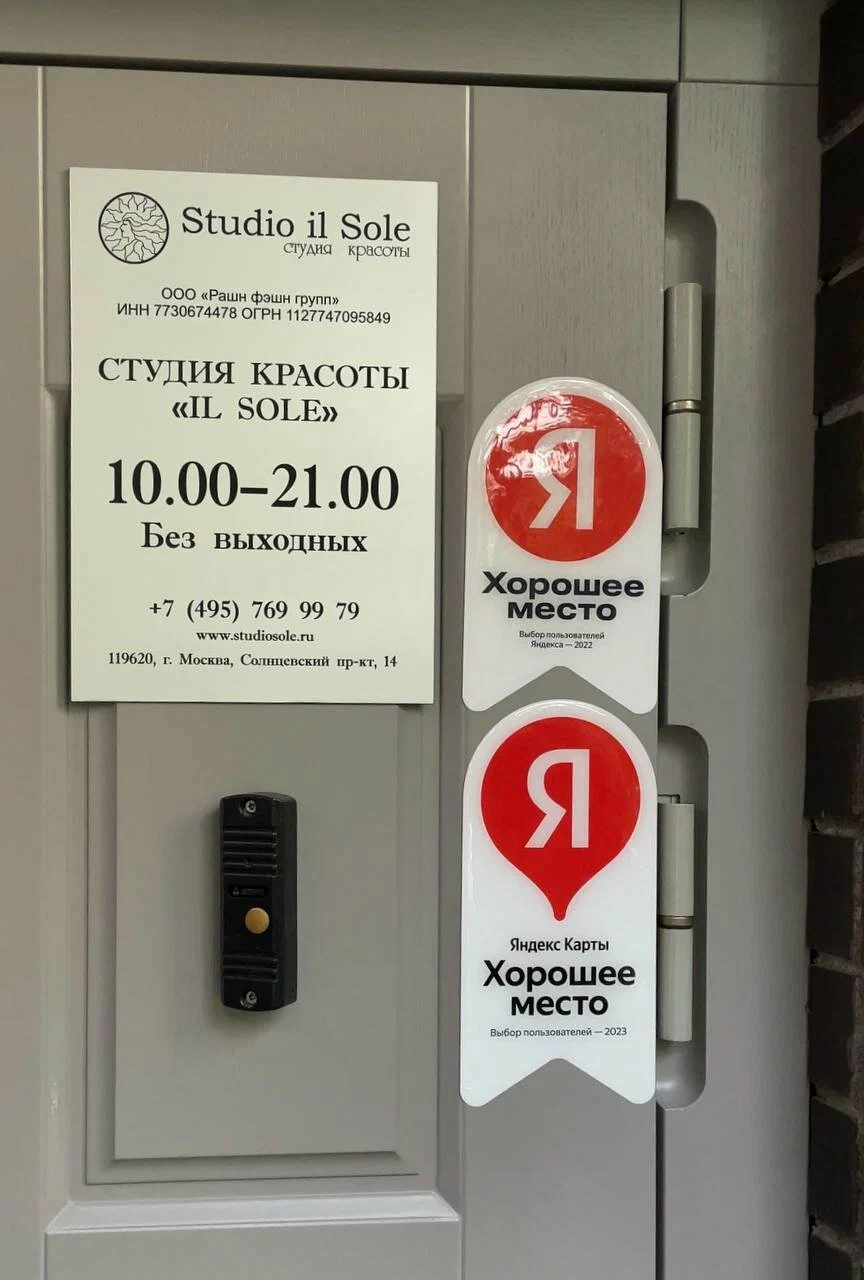 Studio il Sole
студия красоты
ООО «Рашн фэшн групп»
ИНН 7730674478 ОГРН 1127747095849
СТУДИЯ КРАСОТЫ
«IL SOLE»
10.00–21.00
Без выходных
+7 (495) 769 99 79
www.studiosole.ru
119620, г. Москва, Солнцевский пр-кт, 14
Я
Хорошее
место
Выбор пользователей
Яндекса — 2022
Я
Яндекс Карты
Хорошее
место
Выбор пользователей — 2023